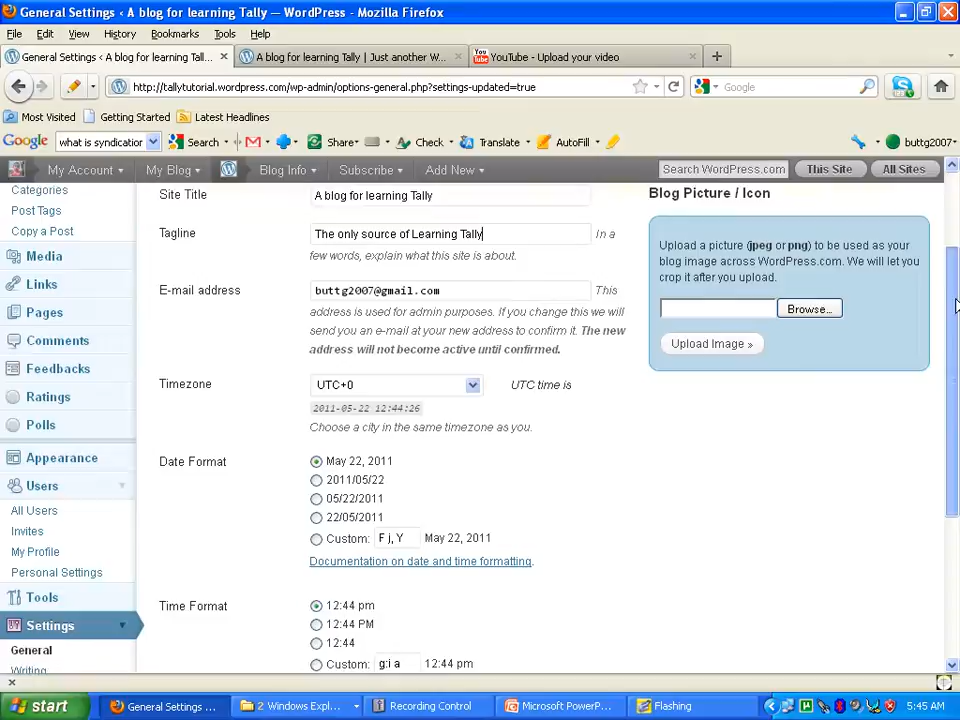 General Settings ‹ A blog for learning Tally — WordPress - Mozilla Firefox
File Edit View History Bookmarks Tools Help
General Settings ‹ A blog for learning Tall... × A blog for learning Tally | Just another W... × You Tube YouTube - Upload your video × +
http://tallytutorial.wordpress.com/wp-admin/options-general.php?settings-updated=true Google
Most Visited Getting Started Latest Headlines
Google what is syndication Search Share Check Translate AutoFill buttg2007
My Account My Blog Blog Info Subscribe Add New Search WordPress.com This Site All Sites
Categories
Post Tags
Copy a Post
Media
Links
Pages
Comments
Feedbacks
Ratings
Polls
Appearance
Users
All Users
Invites
My Profile
Personal Settings
Tools
Settings
General
Writing
Site Title A blog for learning Tally
Tagline The only source of Learning Tally In a
few words, explain what this site is about.
E-mail address buttg2007@gmail.com This
address is used for admin purposes. If you change this we will
send you an e-mail at your new address to confirm it. The new
address will not become active until confirmed.
Timezone UTC+0 UTC time is
2011-05-22 12:44:26
Choose a city in the same timezone as you.
Date Format May 22, 2011
2011/05/22
05/22/2011
22/05/2011
Custom: F j, Y May 22, 2011
Documentation on date and time formatting.
Time Format 12:44 pm
12:44 PM
12:44
Custom: g:i a 12:44 pm
Blog Picture / Icon
Upload a picture (jpeg or png) to be used as your
blog image across WordPress.com. We will let you
crop it after you upload.
Browse...
Upload Image »
×
start General Settings ... 2 Windows Expl... Recording Control Microsoft PowerP... Flashing 5:45 AM